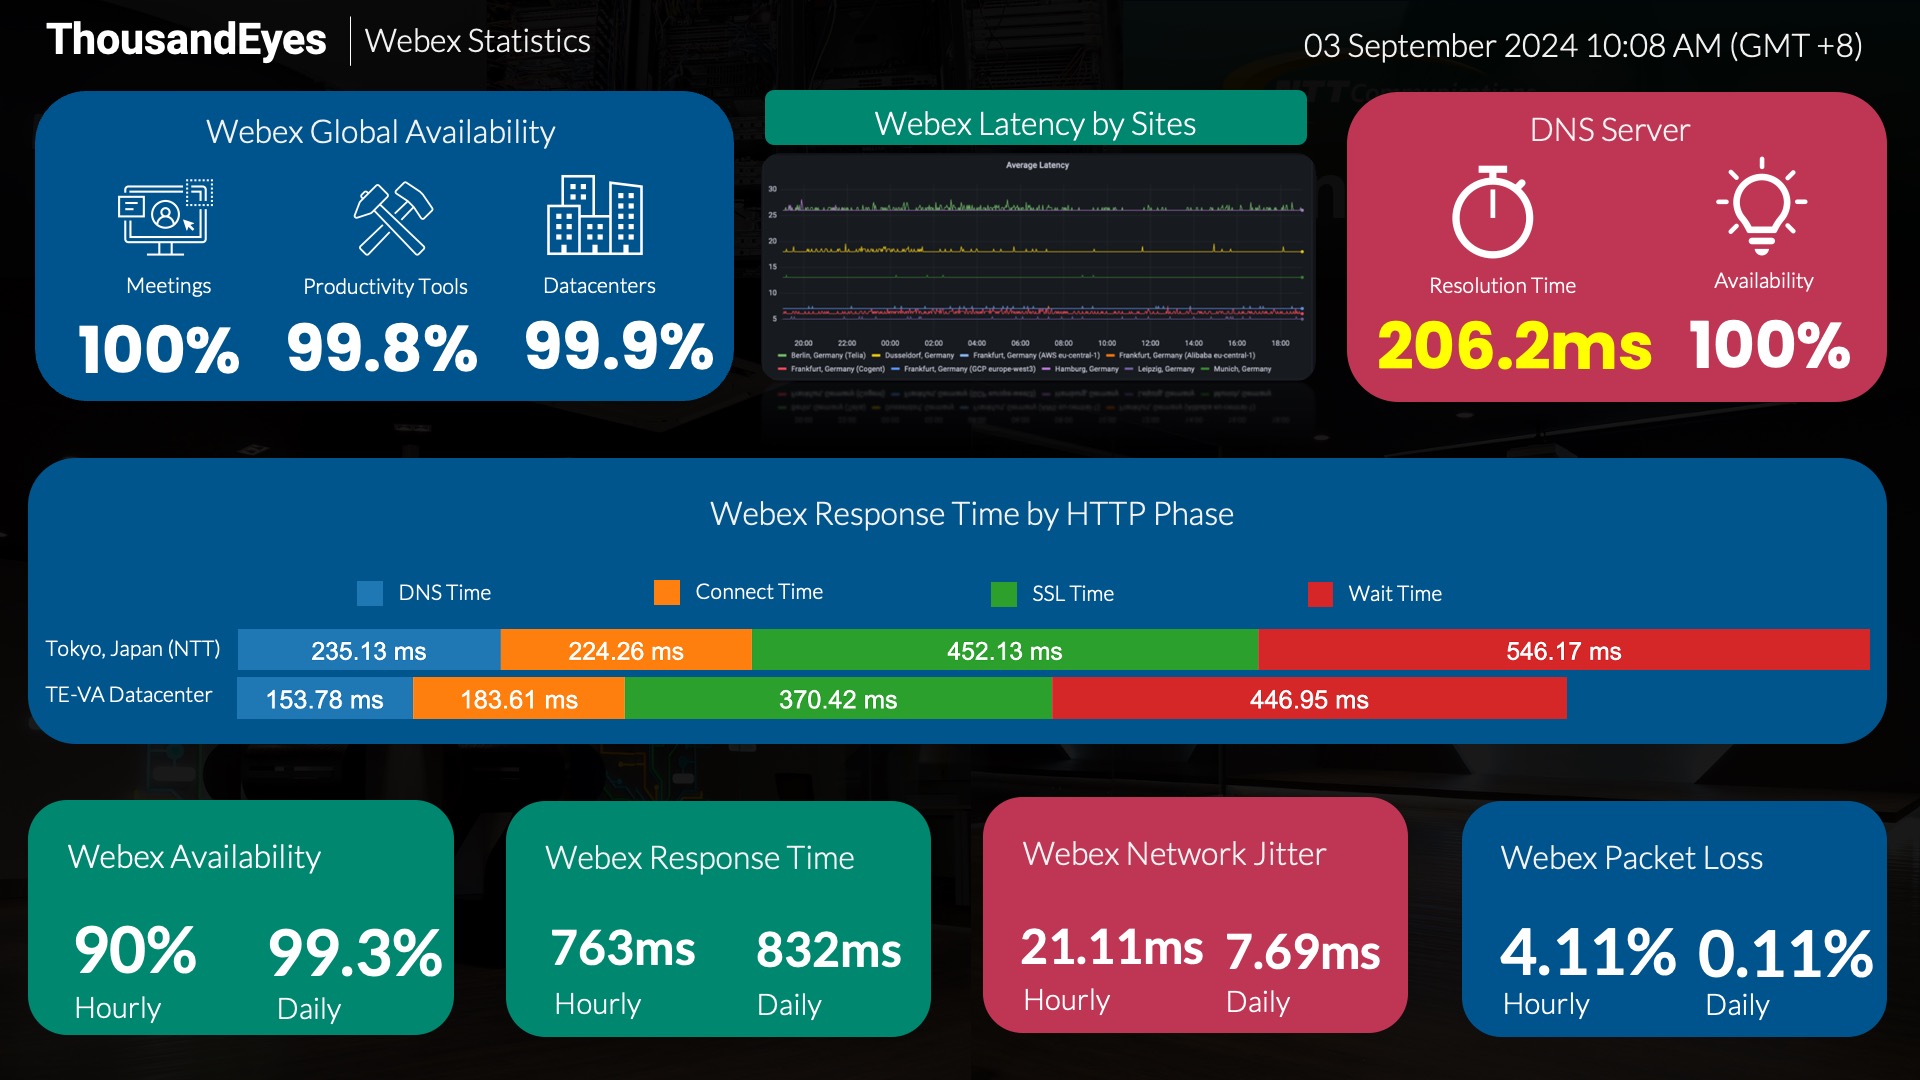 ThousandEyes | Webex Statistics
03 September 2024 10:08 AM (GMT +8)
Webex Global Availability
Meetings
Productivity Tools
Datacenters
100%
99.8%
99.9%
Webex Latency by Sites
Average Latency
30
25
20
15
10
5
20:00 22:00 00:00 02:00 04:00 06:00 08:00 10:00 12:00 14:00 16:00 18:00
Berlin, Germany (Telia) Dusseldorf, Germany Frankfurt, Germany (AWS eu-central-1) Frankfurt, Germany (Alibaba eu-central-1)
Frankfurt, Germany (Cogent) Frankfurt, Germany (GCP europe-west3) Hamburg, Germany Leipzig, Germany Munich, Germany
DNS Server
Resolution Time
Availability
206.2ms
100%
Webex Response Time by HTTP Phase
DNS Time
Connect Time
SSL Time
Wait Time
Tokyo, Japan (NTT) 235.13 ms 224.26 ms 452.13 ms 546.17 ms
TE-VA Datacenter 153.78 ms 183.61 ms 370.42 ms 446.95 ms
Webex Availability
90% 99.3%
Hourly Daily
Webex Response Time
763ms 832ms
Hourly Daily
Webex Network Jitter
21.11ms 7.69ms
Hourly Daily
Webex Packet Loss
4.11% 0.11%
Hourly Daily